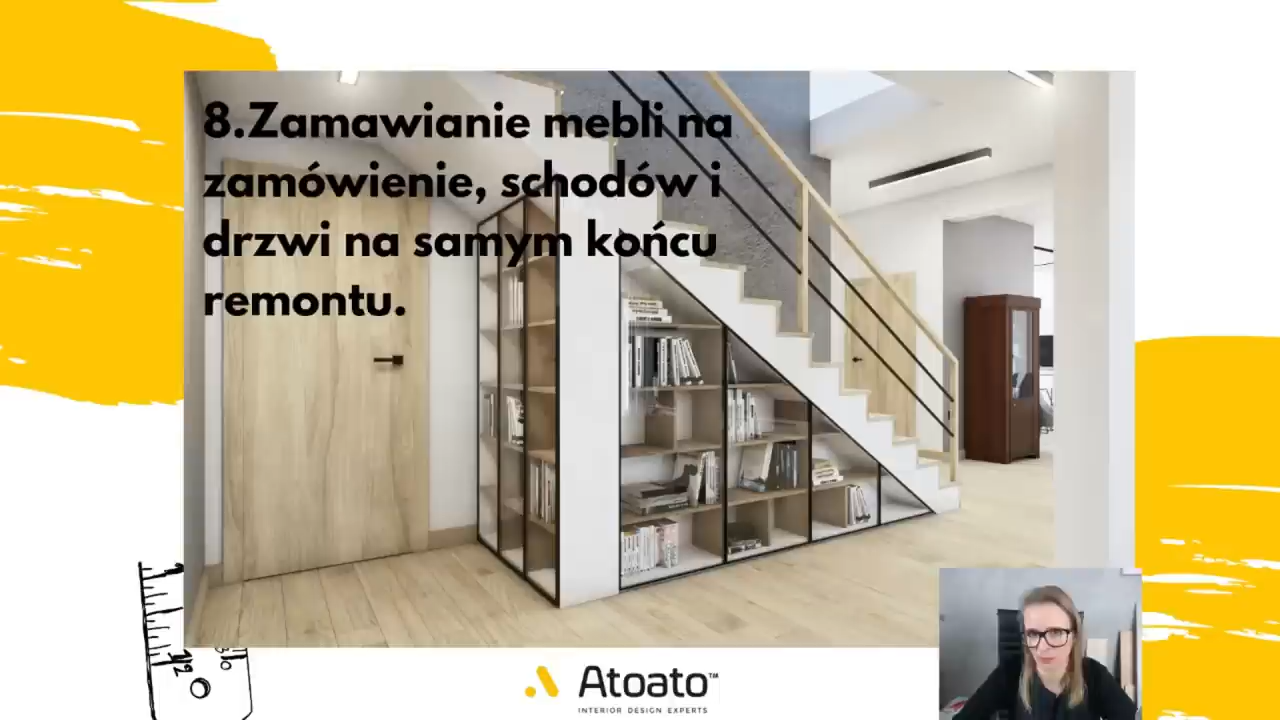 8.Zamawianie mebli na
zamówienie, schodów i
drzwi na samym końcu
remontu.
Atoato™
INTERIOR DESIGN EXPERTS